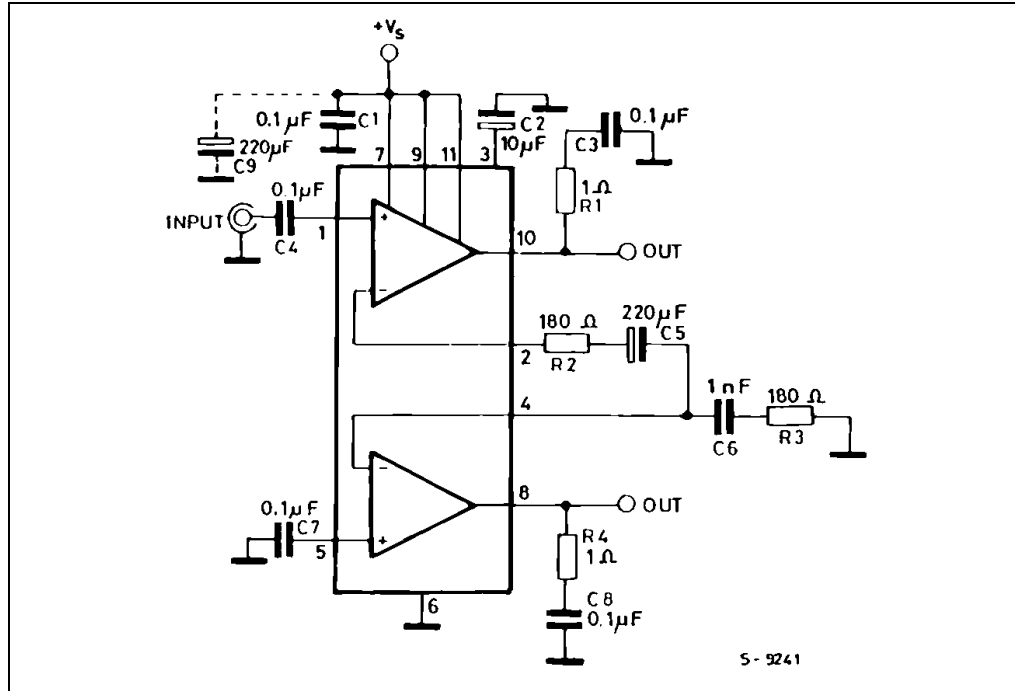 +Vs
0.1µF
C1
220µF
C9
C2
10µF
C3
0.1µF
7
9
11
3
1Ω
R1
0.1µF
INPUT
C4
1
10
OUT
+
−
180 Ω
R2
220µF
C5
2
4
1nF
C6
180 Ω
R3
−
+
8
OUT
0.1µF
C7
5
R4
1Ω
6
C8
0.1µF
S-9241